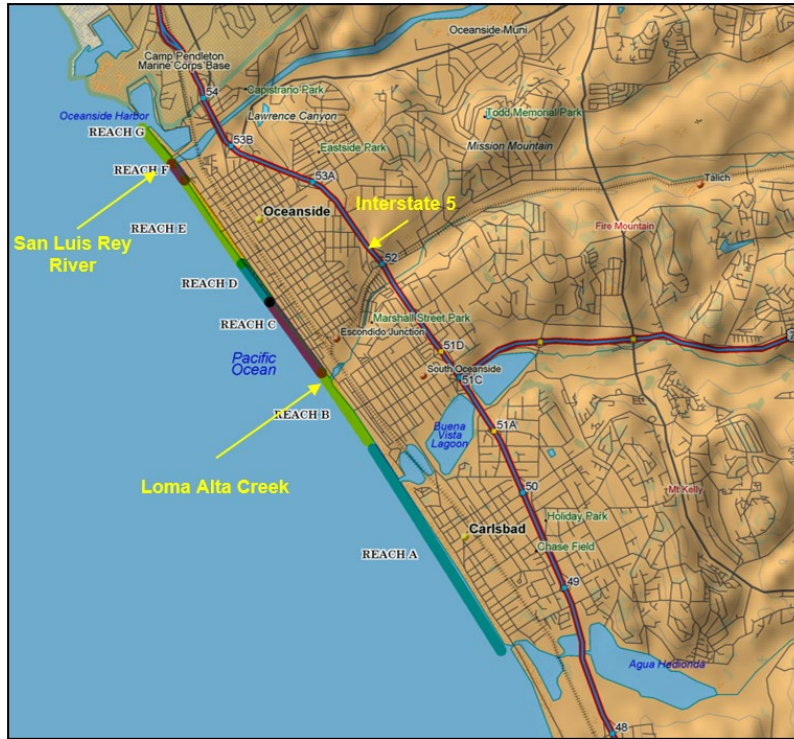 Oceanside Muni
Camp Pendleton
Marine Corps Base
54
Capistrano Park
Oceanside Harbor
Lawrence Canyon
Todd Memorial Park
REACH G
53B
Eastside Park
Mission Mountain
REACH F
53A
Talich
Interstate 5
Oceanside
San Luis Rey
River
REACH E
Fire Mountain
52
REACH D
Marshall Street Park
REACH C
Escondido Junction
51D
Pacific
Ocean
South Oceanside
51C
REACH B
Buena
Vista
Lagoon
51A
Loma Alta Creek
50
Mt Kelly
Holiday Park
Carlsbad
Chase Field
REACH A
49
Agua Hedionda
48